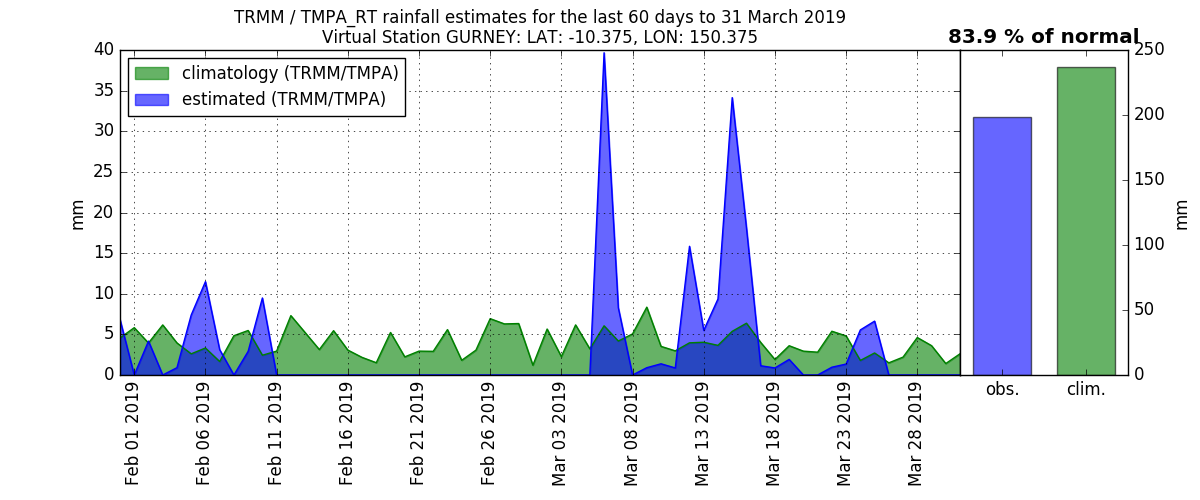 TRMM / TMPA_RT rainfall estimates for the last 60 days to 31 March 2019
Virtual Station GURNEY: LAT: -10.375, LON: 150.375
83.9 % of normal
climatology (TRMM/TMPA)
estimated (TRMM/TMPA)
mm
40
35
30
25
20
15
10
5
0
Feb 01 2019
Feb 06 2019
Feb 11 2019
Feb 16 2019
Feb 21 2019
Feb 26 2019
Mar 03 2019
Mar 08 2019
Mar 13 2019
Mar 18 2019
Mar 23 2019
Mar 28 2019
obs.
clim.
250
200
150
100
50
0
mm